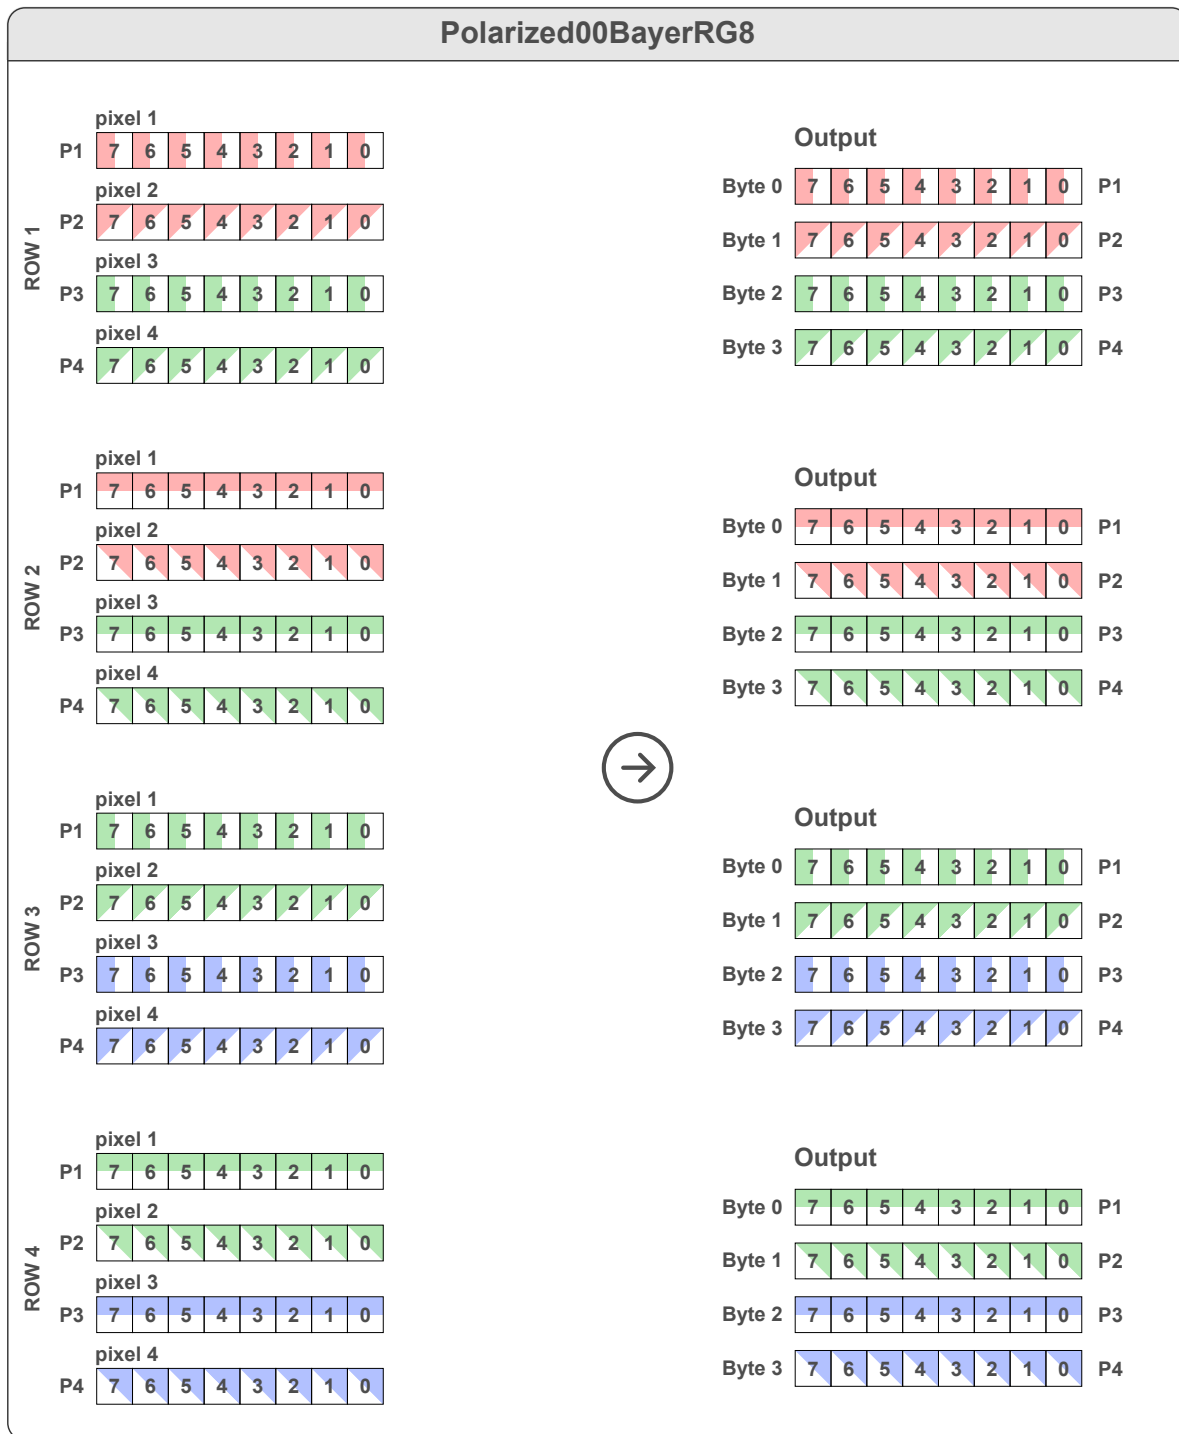 Polarized00BayerRG8
ROW 1
pixel 1
P1 7 6 5 4 3 2 1 0
pixel 2
P2 7 6 5 4 3 2 1 0
pixel 3
P3 7 6 5 4 3 2 1 0
pixel 4
P4 7 6 5 4 3 2 1 0
Output
Byte 0 7 6 5 4 3 2 1 0 P1
Byte 1 7 6 5 4 3 2 1 0 P2
Byte 2 7 6 5 4 3 2 1 0 P3
Byte 3 7 6 5 4 3 2 1 0 P4
ROW 2
pixel 1
P1 7 6 5 4 3 2 1 0
pixel 2
P2 7 6 5 4 3 2 1 0
pixel 3
P3 7 6 5 4 3 2 1 0
pixel 4
P4 7 6 5 4 3 2 1 0
Output
Byte 0 7 6 5 4 3 2 1 0 P1
Byte 1 7 6 5 4 3 2 1 0 P2
Byte 2 7 6 5 4 3 2 1 0 P3
Byte 3 7 6 5 4 3 2 1 0 P4
ROW 3
pixel 1
P1 7 6 5 4 3 2 1 0
pixel 2
P2 7 6 5 4 3 2 1 0
pixel 3
P3 7 6 5 4 3 2 1 0
pixel 4
P4 7 6 5 4 3 2 1 0
Output
Byte 0 7 6 5 4 3 2 1 0 P1
Byte 1 7 6 5 4 3 2 1 0 P2
Byte 2 7 6 5 4 3 2 1 0 P3
Byte 3 7 6 5 4 3 2 1 0 P4
ROW 4
pixel 1
P1 7 6 5 4 3 2 1 0
pixel 2
P2 7 6 5 4 3 2 1 0
pixel 3
P3 7 6 5 4 3 2 1 0
pixel 4
P4 7 6 5 4 3 2 1 0
Output
Byte 0 7 6 5 4 3 2 1 0 P1
Byte 1 7 6 5 4 3 2 1 0 P2
Byte 2 7 6 5 4 3 2 1 0 P3
Byte 3 7 6 5 4 3 2 1 0 P4